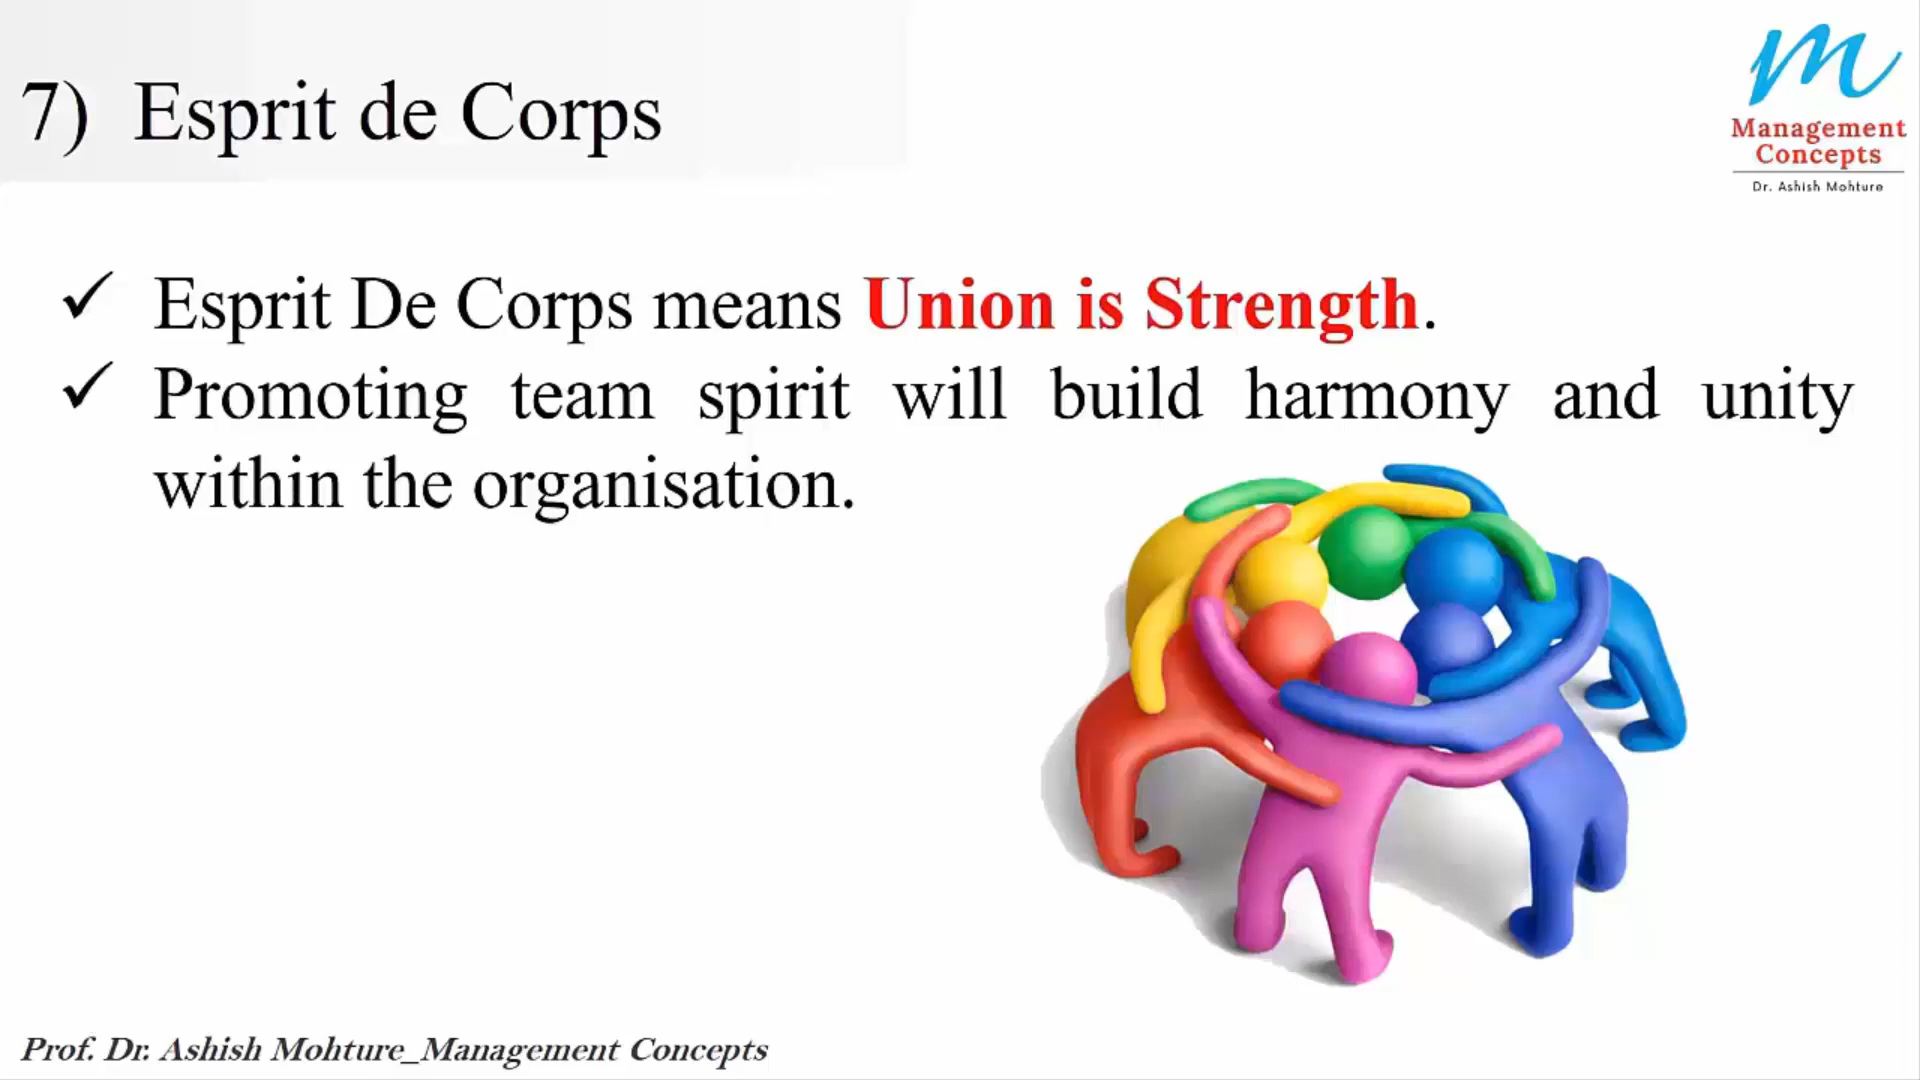 7) Esprit de Corps
m
Management
Concepts
Dr. Ashish Mohture
✓ Esprit De Corps means Union is Strength.
✓ Promoting team spirit will build harmony and unity
within the organisation.
Prof. Dr. Ashish Mohture_Management Concepts